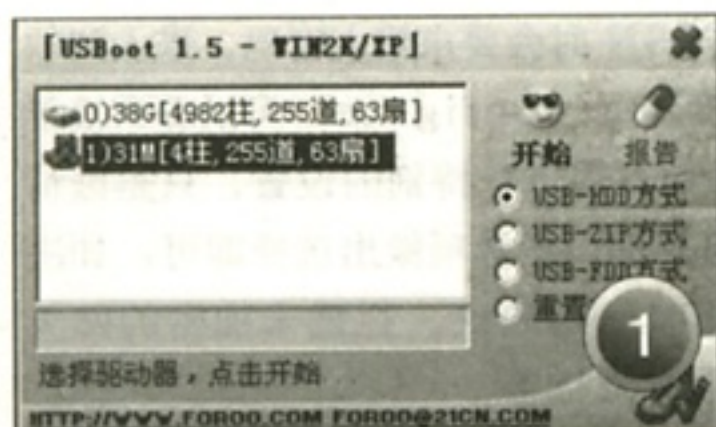 「USBoot 1.5 - WIN2K/XP」
0)38G[4982柱,255道,63扇]
1)31M[4柱,255道,63扇]
开始 报告
USB-HDD方式
USB-ZIP方式
USB-FDD方式
重置
1
选择驱动器，点击开始
HTTP://WWW.FOROO.COM FOROO@21CN.COM